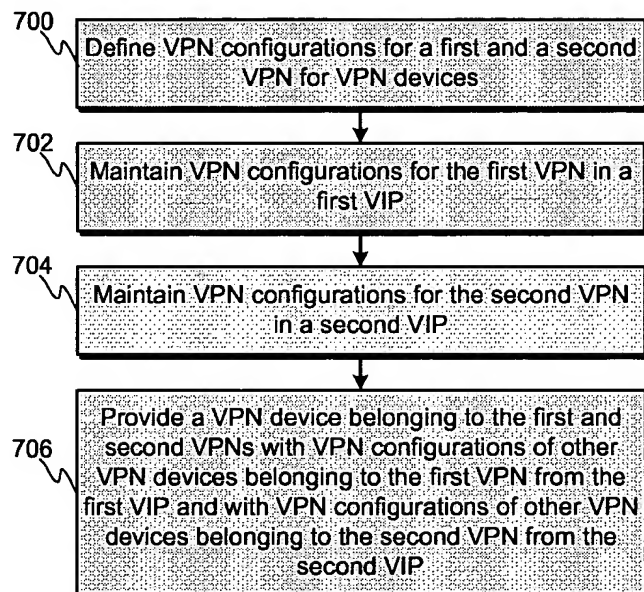 700
Define VPN configurations for a first and a second
VPN for VPN devices
702
Maintain VPN configurations for the first VPN in a
first VIP
704
Maintain VPN configurations for the second VPN
in a second VIP
706
Provide a VPN device belonging to the first and
second VPNs with VPN configurations of other
VPN devices belonging to the first VPN from the
first VIP and with VPN configurations of other VPN
devices belonging to the second VPN from the
second VIP